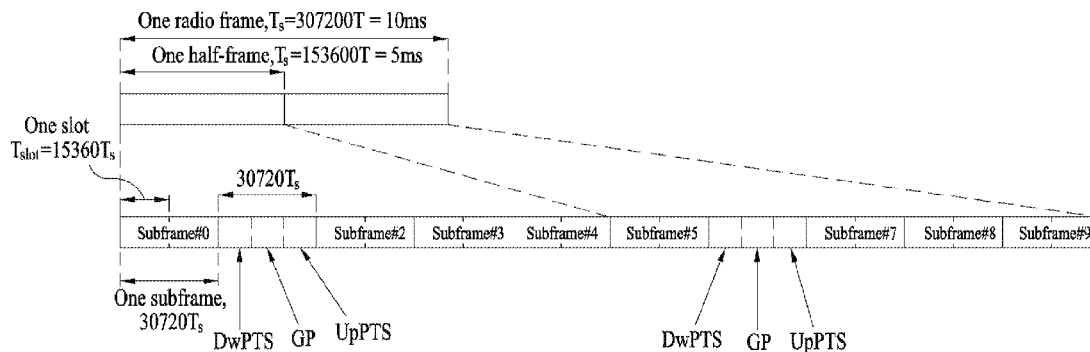 One radio frame,Ts=307200T = 10ms
One half-frame,Ts=153600T = 5ms
One slot
Tslot=15360Ts
30720Ts
Subframe#0 Subframe#2 Subframe#3 Subframe#4 Subframe#5 Subframe#7 Subframe#8 Subframe#9
One subframe,
30720Ts
DwPTS GP UpPTS DwPTS GP UpPTS